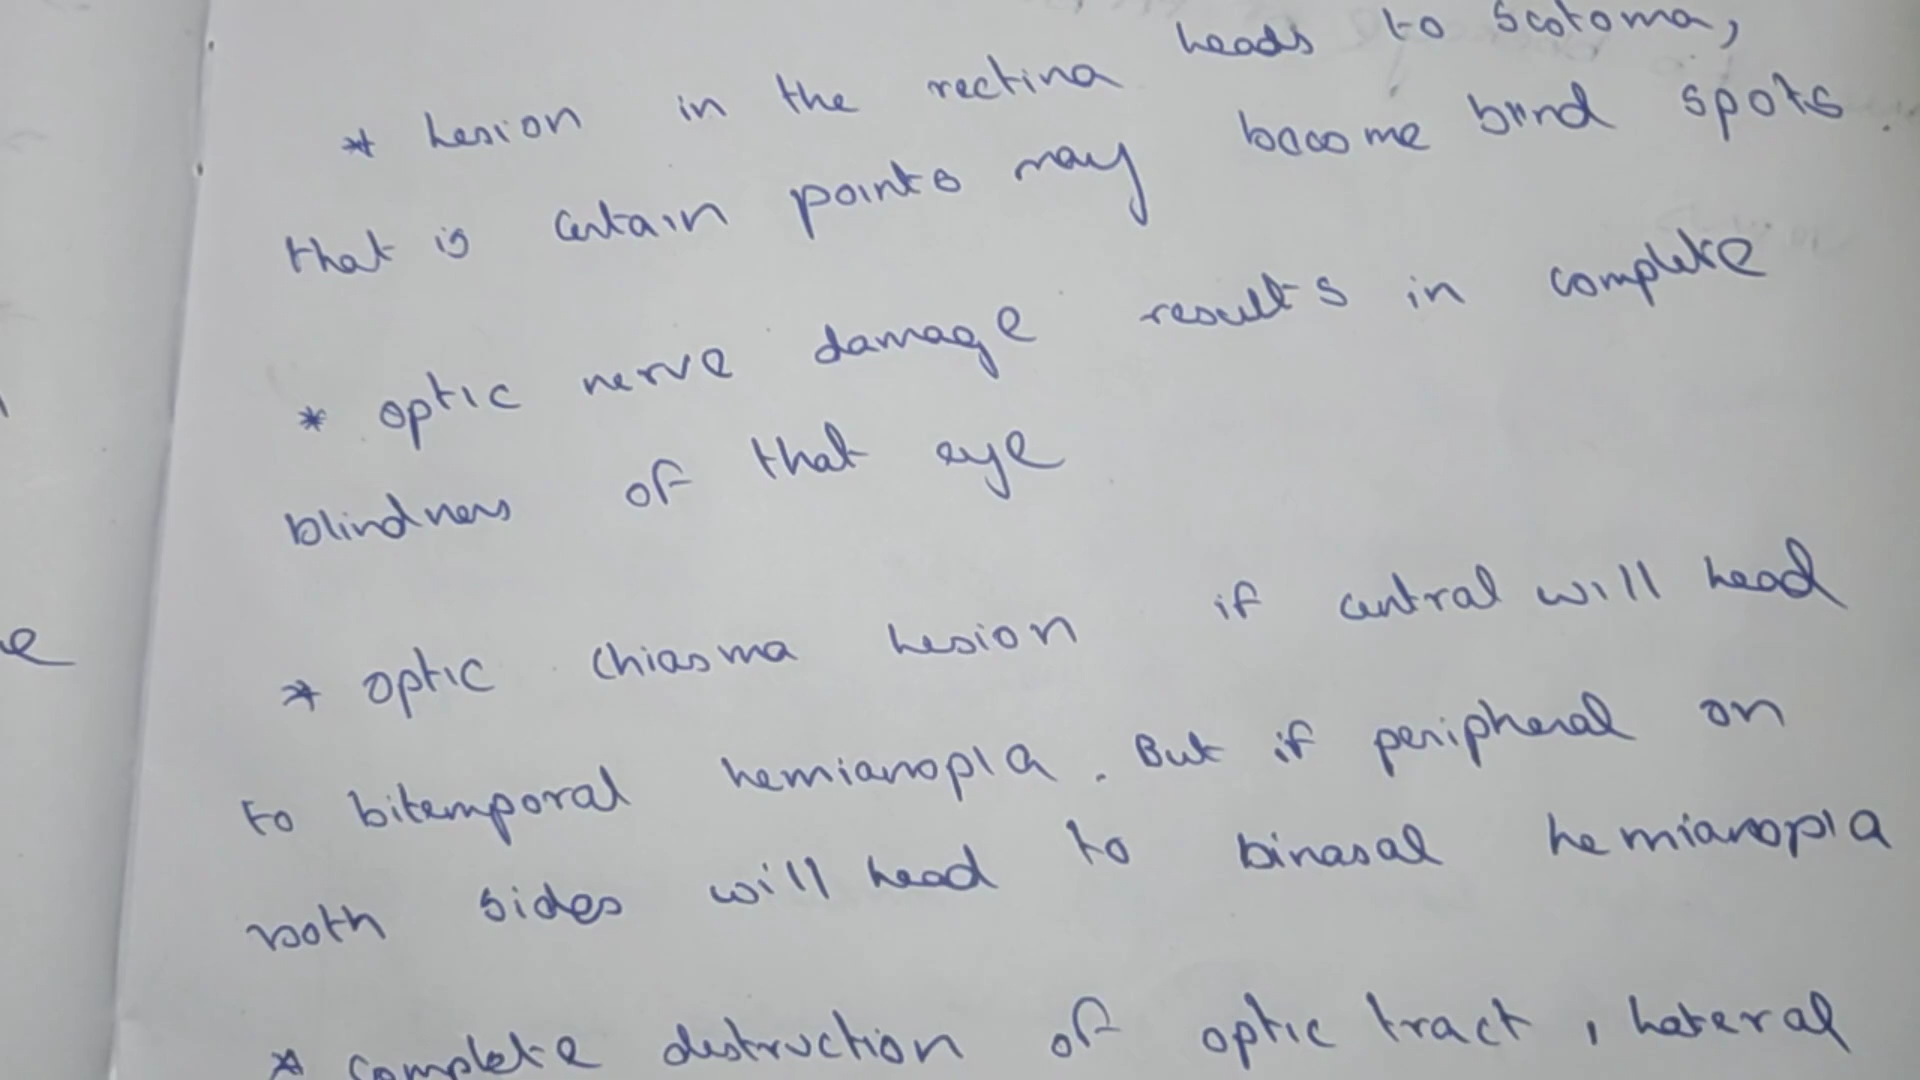 * Lesion in the rectina leads to scotoma,
that is certain points may become blind spots.
* optic nerve damage results in complete
blindness of that eye
* optic chiasma lesion if central will lead
to bitemporal hemianopia. But if peripheral on
both sides will lead to binasal hemianopia
* complete destruction of optic tract, lateral
e